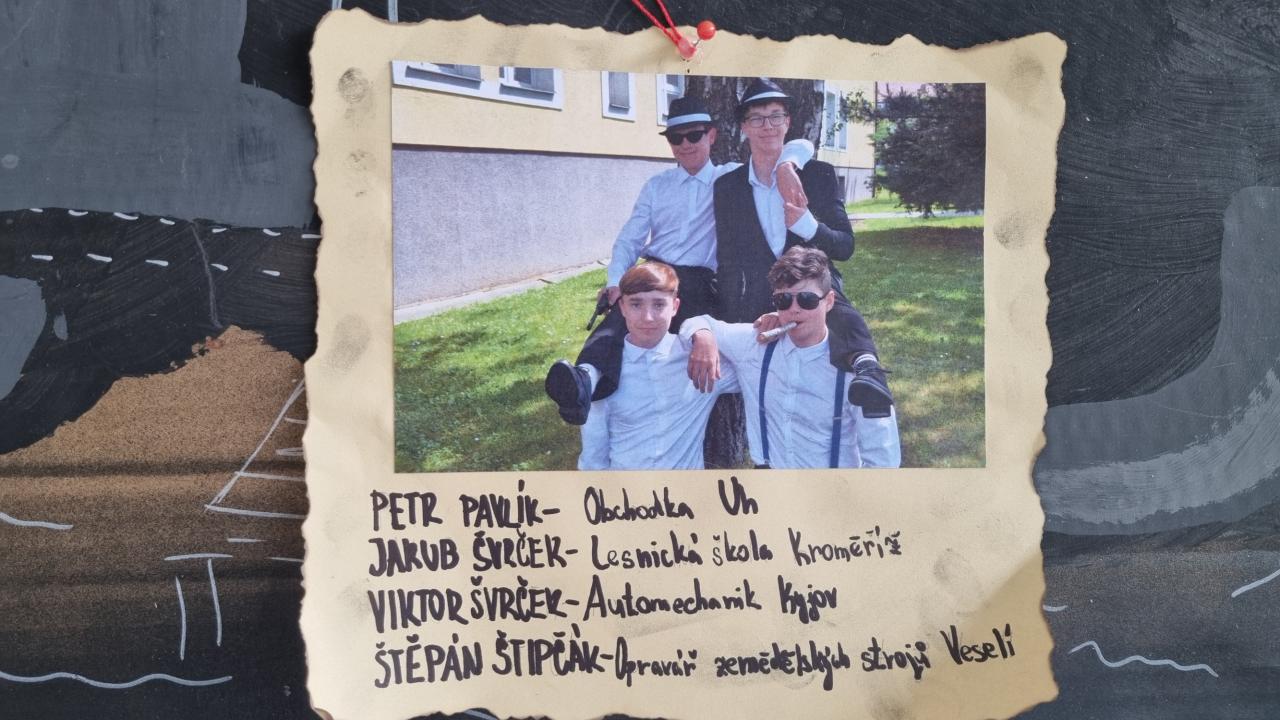 PETR PAVLÍK- Obchodka Uh
JAKUB ŠVRČEK- Lesnická škola Kroměříž
VIKTOR ŠVRČEK- Automechanik Kyjov
ŠTĚPÁN ŠTIPČÁK- Opravář zemědělských strojů Veselí